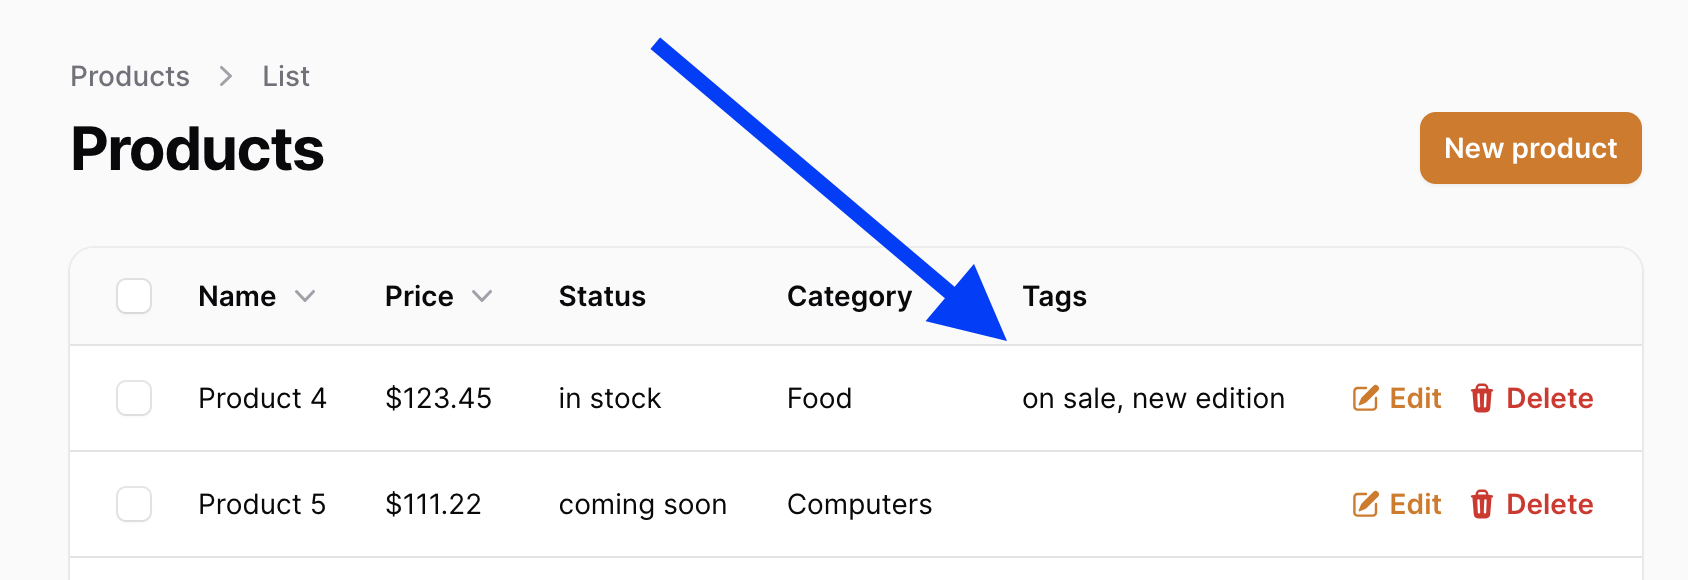 Products > List
Products
New product
Name Price Status Category Tags
Product 4 $123.45 in stock Food on sale, new edition Edit Delete
Product 5 $111.22 coming soon Computers Edit Delete